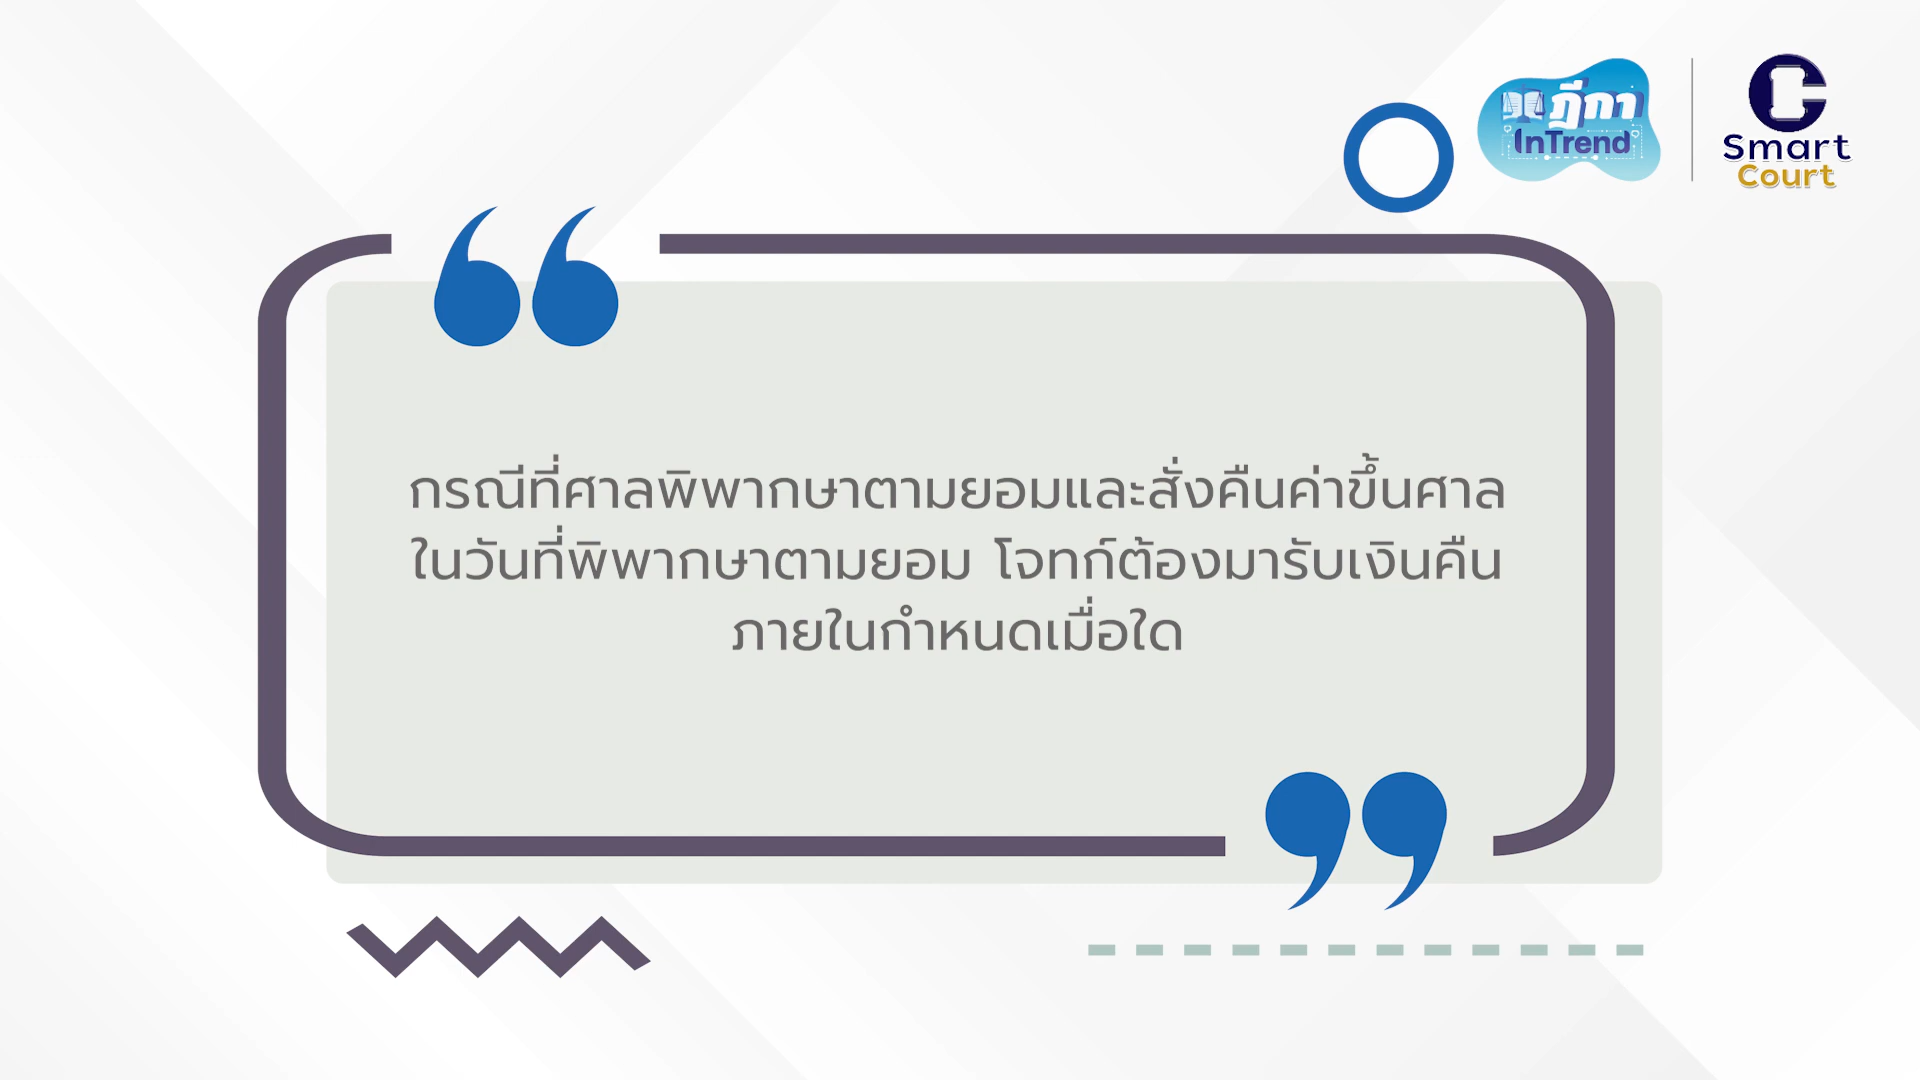 ฎีกา
InTrend
Smart
Court
กรณีที่ศาลพิพากษาตามยอมและสั่งคืนค่าขึ้นศาล
ในวันที่พิพากษาตามยอม โจทก์ต้องมารับเงินคืน
ภายในกำหนดเมื่อใด